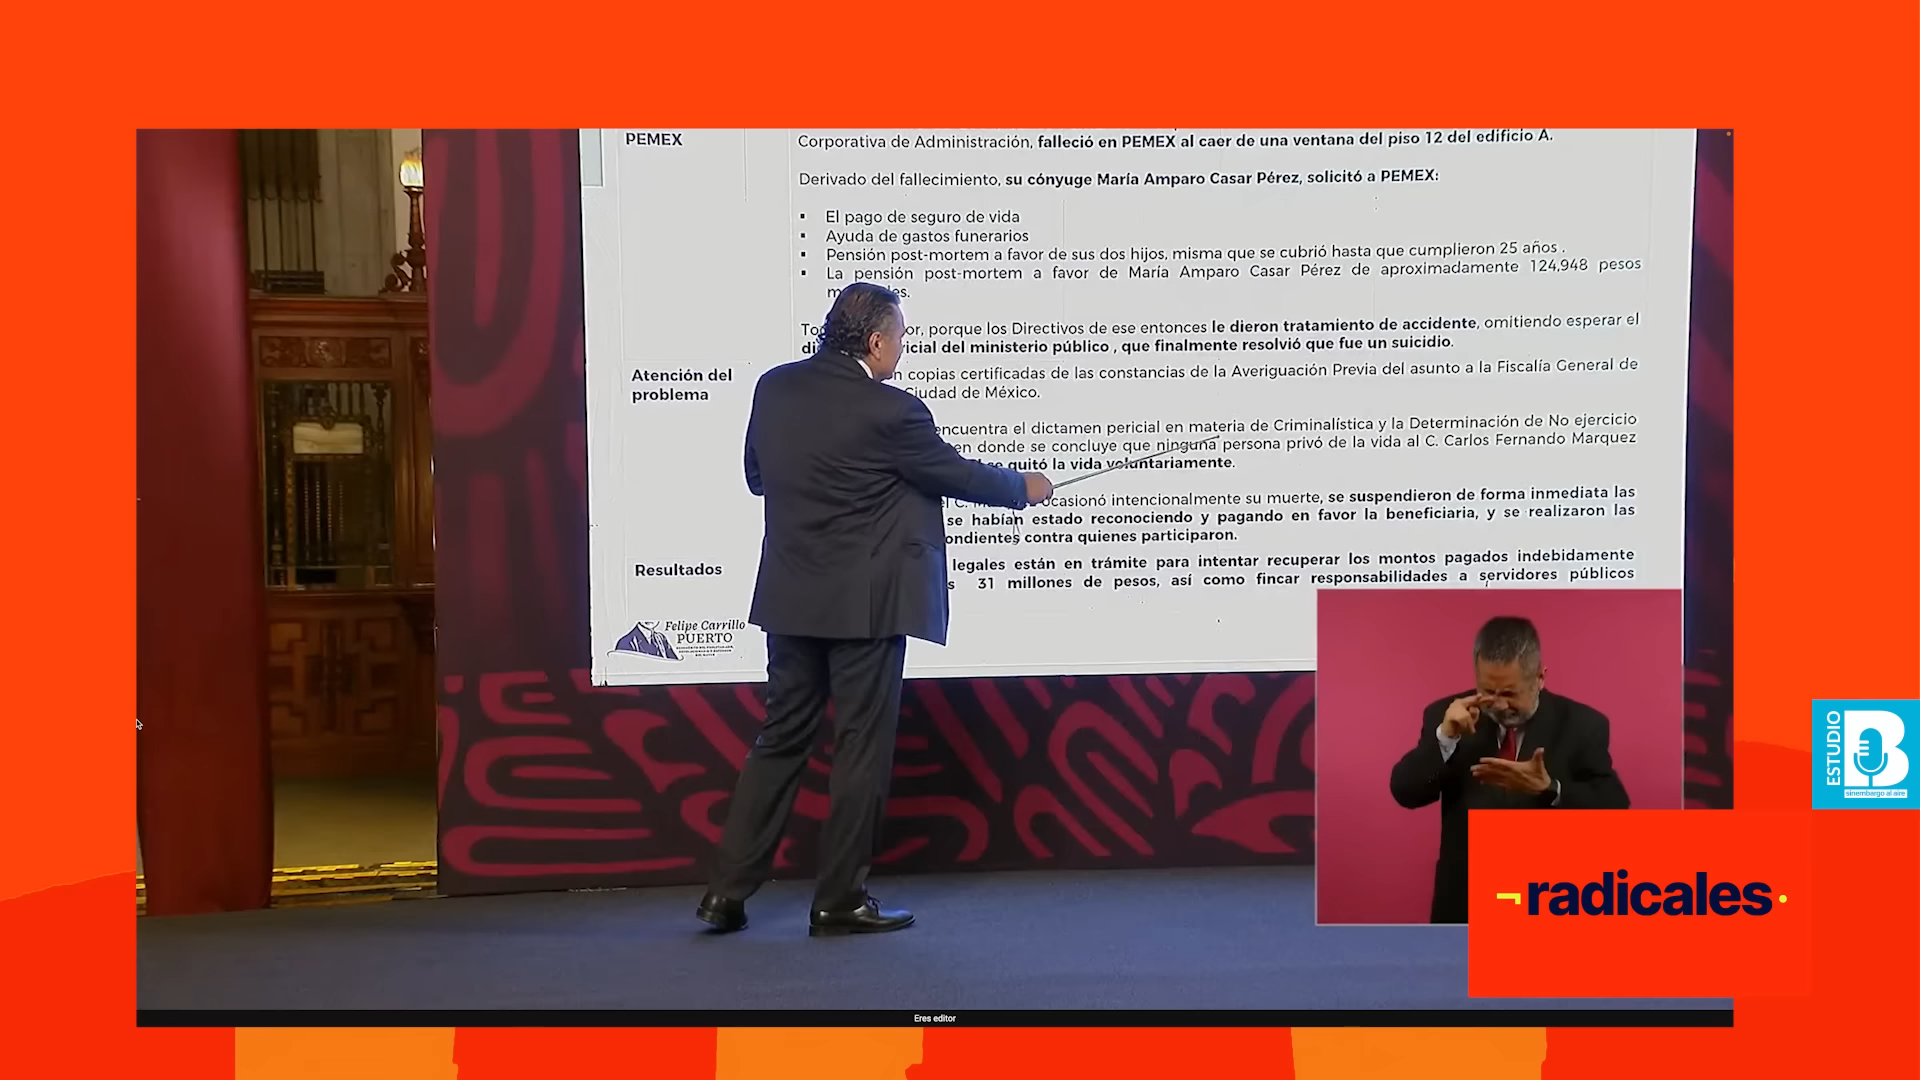 PEMEX
Corporativa de Administración, falleció en PEMEX al caer de una ventana del piso 12 del edificio A.
Derivado del fallecimiento, su cónyuge María Amparo Casar Pérez, solicitó a PEMEX:
▪ El pago de seguro de vida
▪ Ayuda de gastos funerarios
▪ Pensión post-mortem a favor de sus dos hijos, misma que se cubrió hasta que cumplieron 25 años .
▪ La pensión post-mortem a favor de María Amparo Casar Pérez de aproximadamente 124,948 pesos
porque los Directivos de ese entonces le dieron tratamiento de accidente, omitiendo esperar el
del ministerio público , que finalmente resolvió que fue un suicidio.
Atención del
problema
copias certificadas de las constancias de la Averiguación Previa del asunto a la Fiscalía General de
Ciudad de México.
encuentra el dictamen pericial en materia de Criminalística y la Determinación de No ejercicio
en donde se concluye que ninguna persona privó de la vida al C. Carlos Fernando Marquez
se quitó la vida voluntariamente.
ocasionó intencionalmente su muerte, se suspendieron de forma inmediata las
se habían estado reconociendo y pagando en favor la beneficiaria, y se realizaron las
contra quienes participaron.
Resultados
legales están en trámite para intentar recuperar los montos pagados indebidamente
31 millones de pesos, así como fincar responsabilidades a servidores públicos
Felipe Carrillo
PUERTO
ESTUDIO
B
sinembargo al aire
¬radicales·
Eres editor